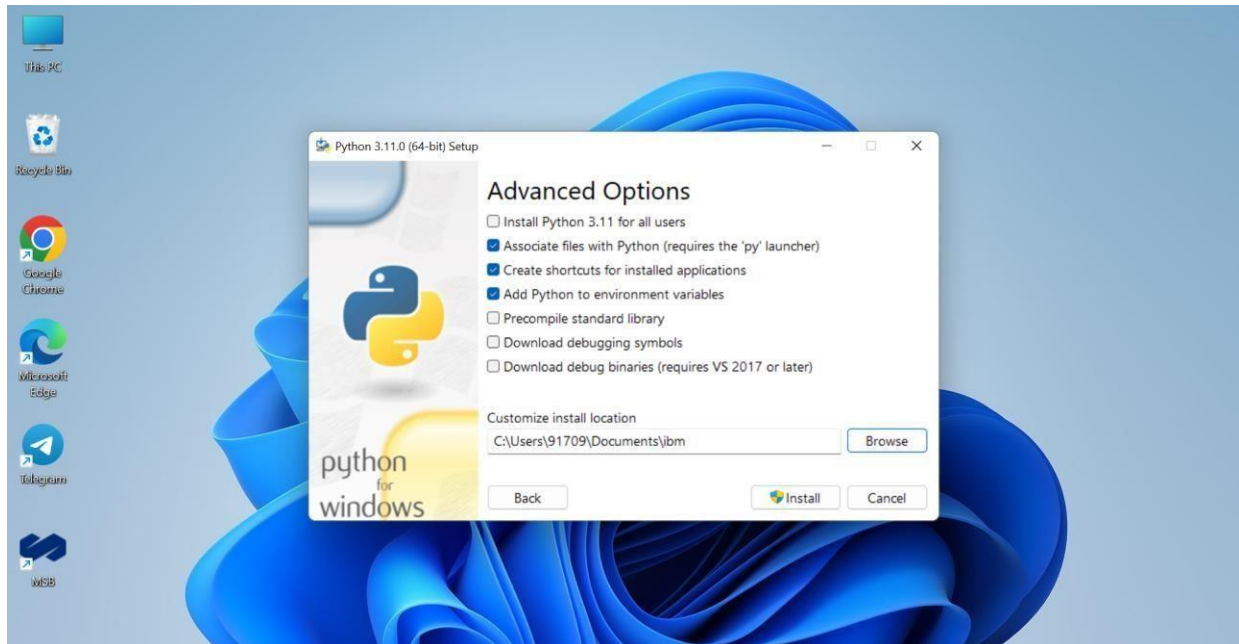 This PC
Recycle Bin
Google
Chrome
Microsoft
Edge
Telegram
MSB
Python 3.11.0 (64-bit) Setup
Advanced Options
Install Python 3.11 for all users
Associate files with Python (requires the 'py' launcher)
Create shortcuts for installed applications
Add Python to environment variables
Precompile standard library
Download debugging symbols
Download debug binaries (requires VS 2017 or later)
Customize install location
C:\Users\91709\Documents\ibm
Browse
python
for
windows
Back
Install
Cancel